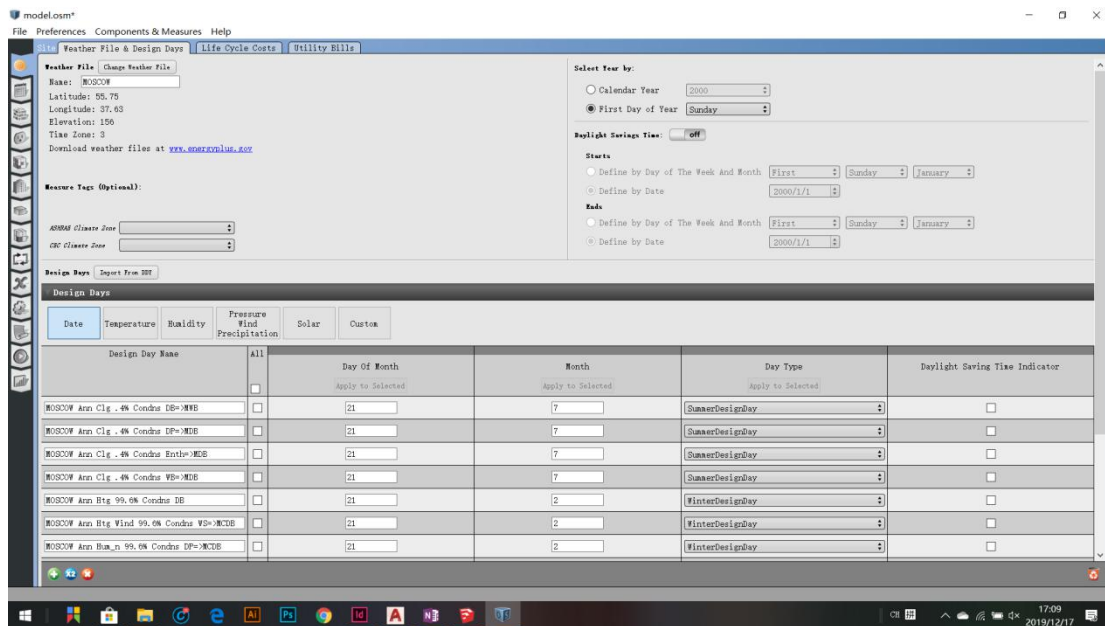 model.osm*
File Preferences Components & Measures Help
Site Weather File & Design Days Life Cycle Costs Utility Bills
Weather File Change Weather File
Name: MOSCOW
Latitude: 55.75
Longitude: 37.63
Elevation: 156
Time Zone: 3
Download weather files at www.energyplus.gov
Measure Tags (Optional):
ASHRAE Climate Zone
CEC Climate Zone
Select Year by:
Calendar Year 2000
First Day of Year Sunday
Daylight Savings Time: off
Starts
Define by Day of The Week And Month First Sunday January
Define by Date 2000/1/1
Ends
Define by Day of The Week And Month First Sunday January
Define by Date 2000/1/1
Design Days Import From DDY
Design Days
Date Temperature Humidity Pressure Wind Precipitation Solar Custom
Design Day Name All Day Of Month Month Day Type Daylight Saving Time Indicator
Apply to Selected Apply to Selected Apply to Selected
MOSCOW Ann Clg .4% Condns DB=>MWB 21 7 SummerDesignDay
MOSCOW Ann Clg .4% Condns DP=>MDB 21 7 SummerDesignDay
MOSCOW Ann Clg .4% Condns Enth=>MDB 21 7 SummerDesignDay
MOSCOW Ann Clg .4% Condns WB=>MDB 21 7 SummerDesignDay
MOSCOW Ann Htg 99.6% Condns DB 21 2 WinterDesignDay
MOSCOW Ann Htg Wind 99.6% Condns WS=>MCDB 21 2 WinterDesignDay
MOSCOW Ann Hum_n 99.6% Condns DP=>MCDB 21 2 WinterDesignDay
x2
Ai Ps Id A N
CH 拼 17:09
2019/12/17